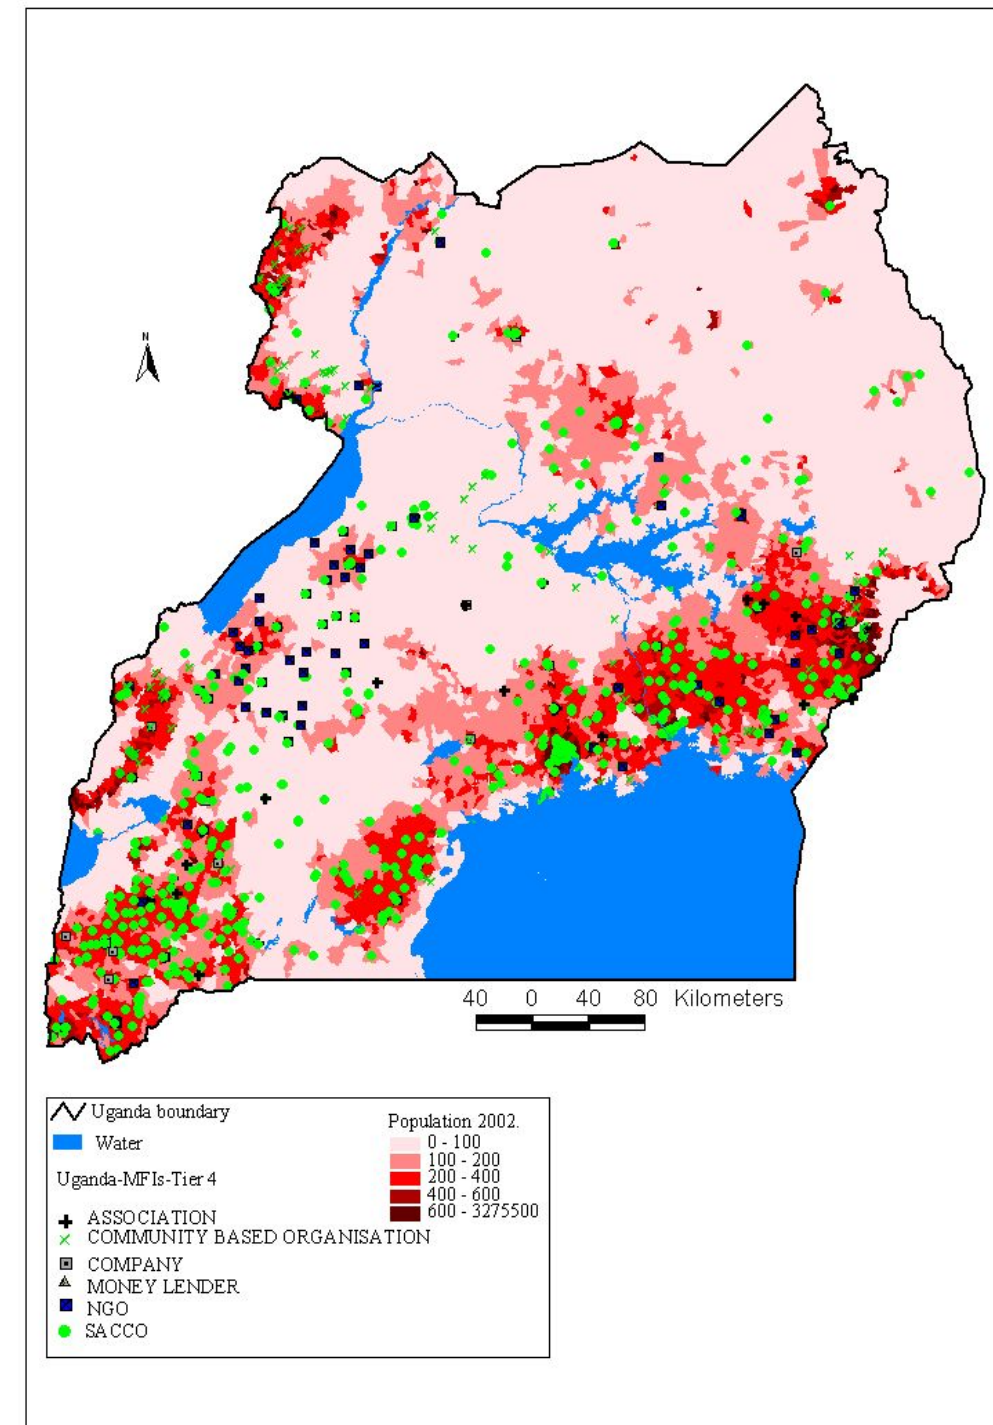 N
40 0 40 80 Kilometers
Uganda boundary
Water
Uganda-MFIs-Tier 4
ASSOCIATION
COMMUNITY BASED ORGANISATION
COMPANY
MONEY LENDER
NGO
SACCO
Population 2002.
0 - 100
100 - 200
200 - 400
400 - 600
600 - 3275500